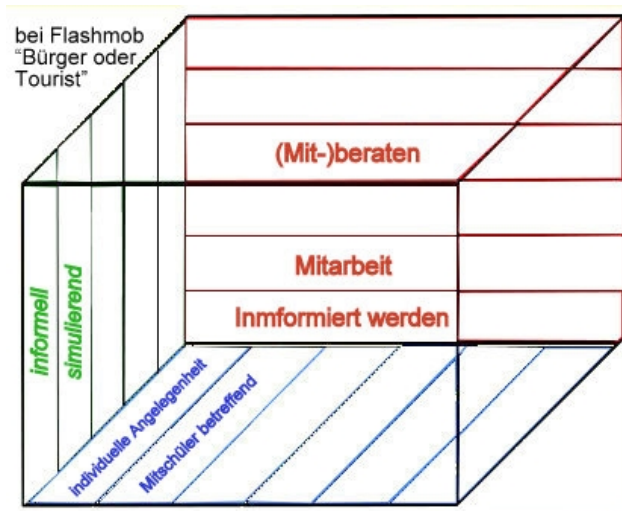 bei Flashmob
“Bürger oder
Tourist”
(Mit-)beraten
Mitarbeit
Inmformiert werden
informell
simulierend
individuelle Angelegenheit
Mitschüler betreffend